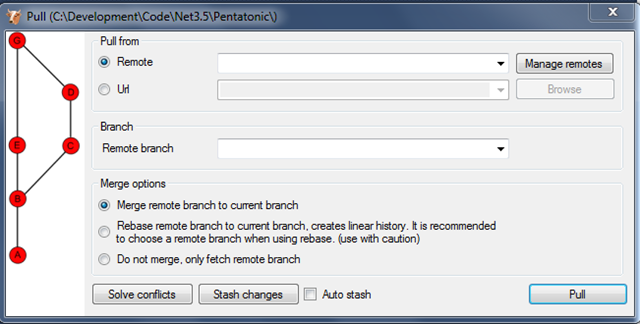 Pull (C:\Development\Code\Net3.5\Pentatonic\)
X
G
D
E
C
B
A
Pull from
Remote
Manage remotes
Url
Browse
Branch
Remote branch
Merge options
Merge remote branch to current branch
Rebase remote branch to current branch, creates linear history. It is recommended
to choose a remote branch when using rebase. (use with caution)
Do not merge, only fetch remote branch
Solve conflicts
Stash changes
Auto stash
Pull